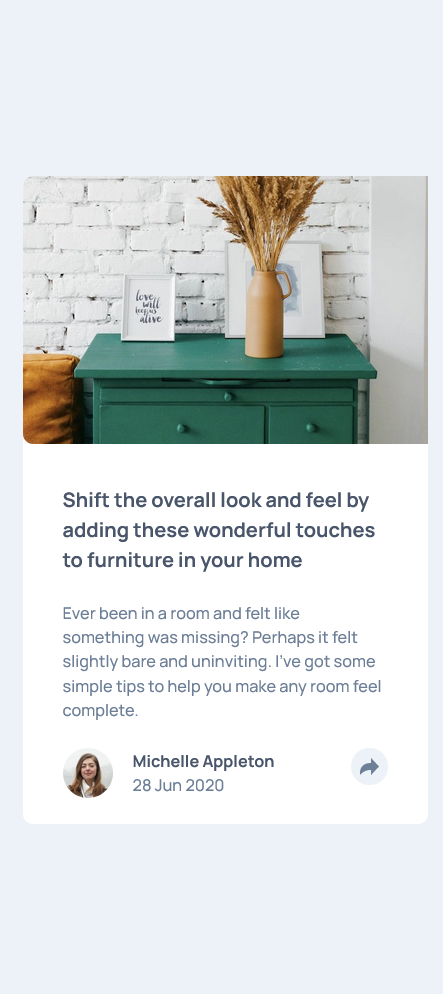 love
will
keep us
alive
Shift the overall look and feel by
adding these wonderful touches
to furniture in your home
Ever been in a room and felt like
something was missing? Perhaps it felt
slightly bare and uninviting. I've got some
simple tips to help you make any room feel
complete.
Michelle Appleton
28 Jun 2020